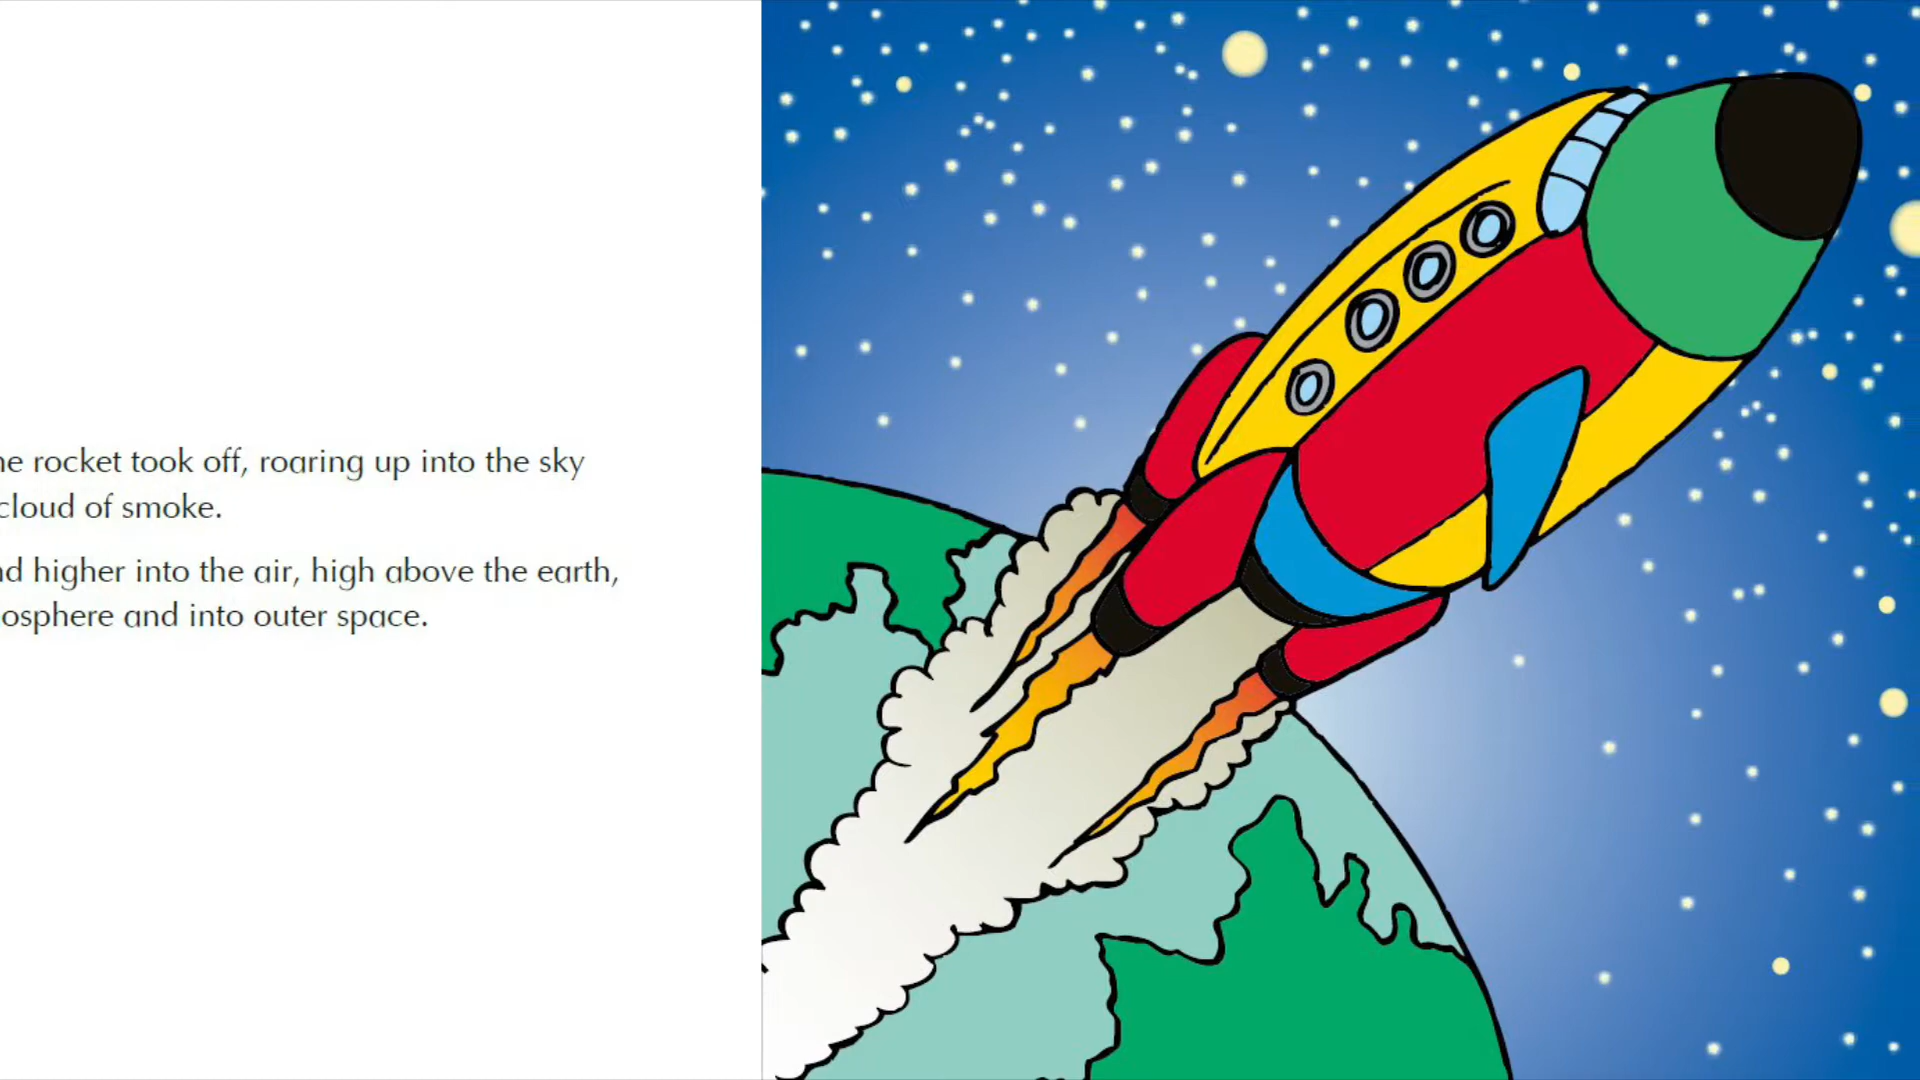 rocket took off, roaring up into the sky
cloud of smoke.
higher into the air, high above the earth,
and into outer space.